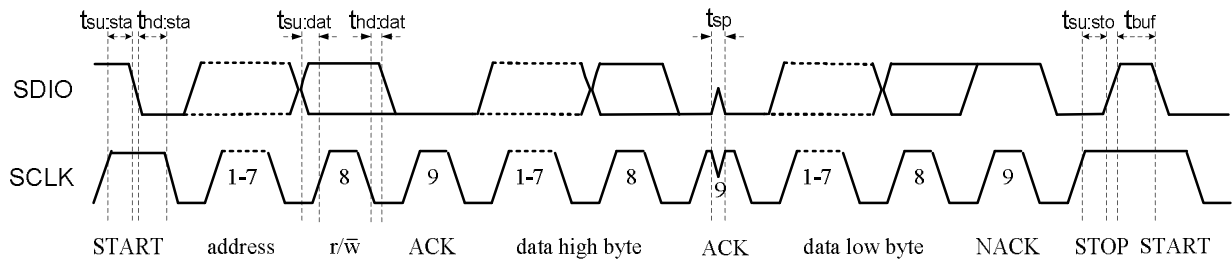 tsu:sta thd:sta tsu:dat thd:dat tsp tsu:sto tbuf
SDIO
SCLK 1-7 8 9 1-7 8 9 1-7 8 9
START address r/w̅ ACK data high byte ACK data low byte NACK STOP START